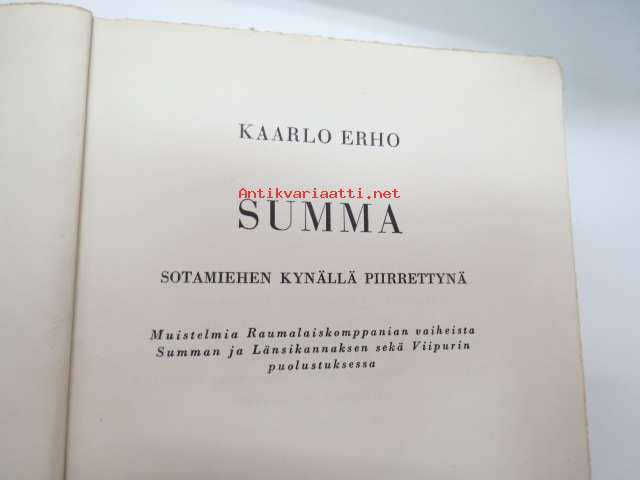 KAARLO ERHO
Antikvariaatti.net
SUMMA
SOTAMIEHEN KYNÄLLÄ PIIRRETTYNÄ
Muistelmia Raumalaiskomppanian vaiheista
Summan ja Länsikannaksen sekä Viipurin
puolustuksessa